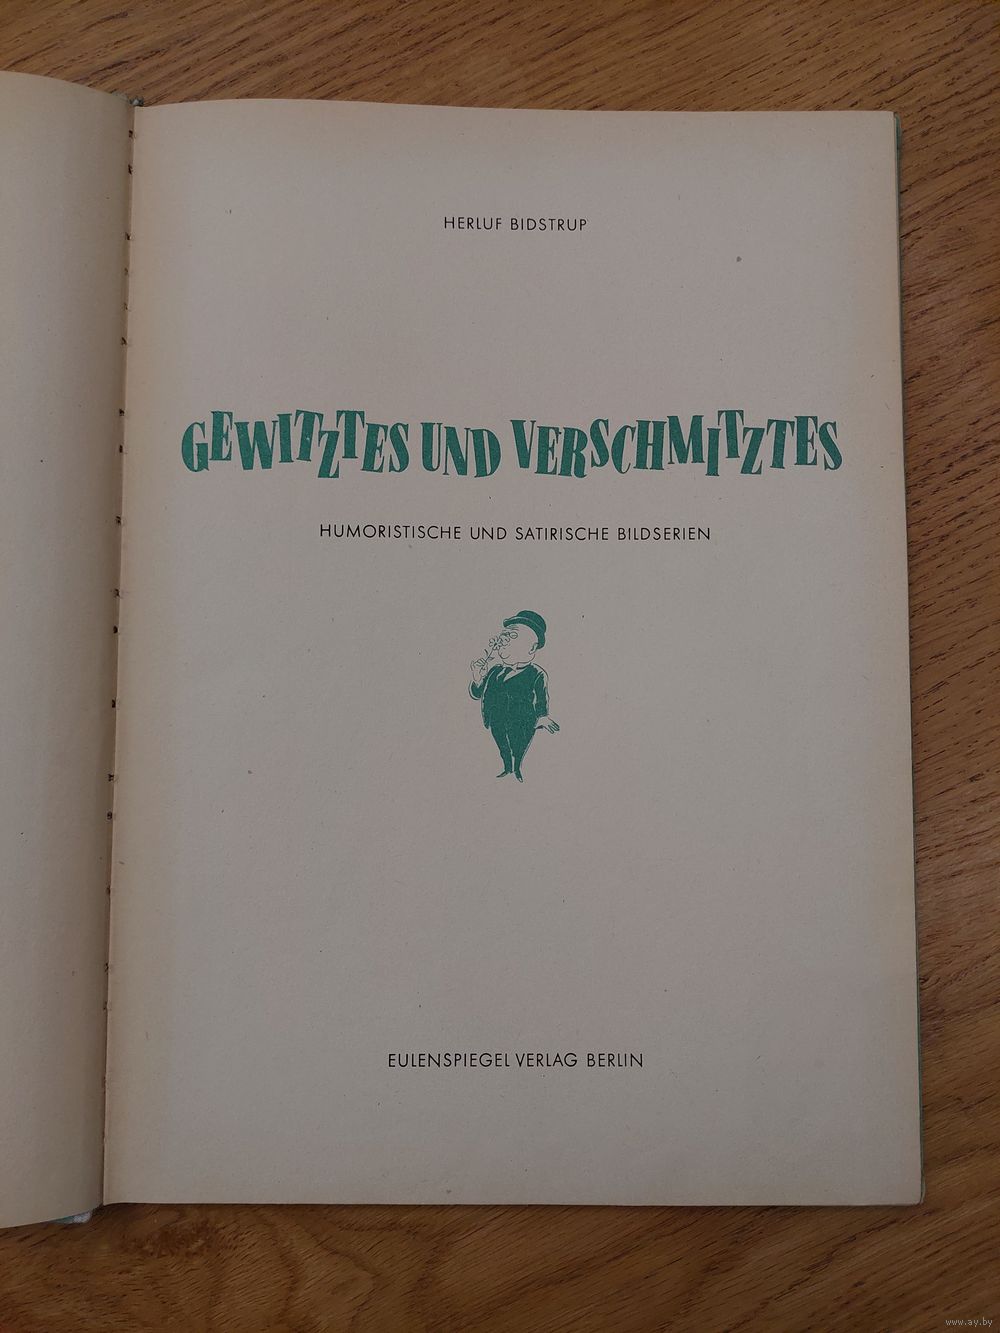 HERLUF BIDSTRUP
GEWITZTES UND VERSCHMITZTES
HUMORISTISCHE UND SATIRISCHE BILDSERIEN
EULENSPIEGEL VERLAG BERLIN
www.ay.by